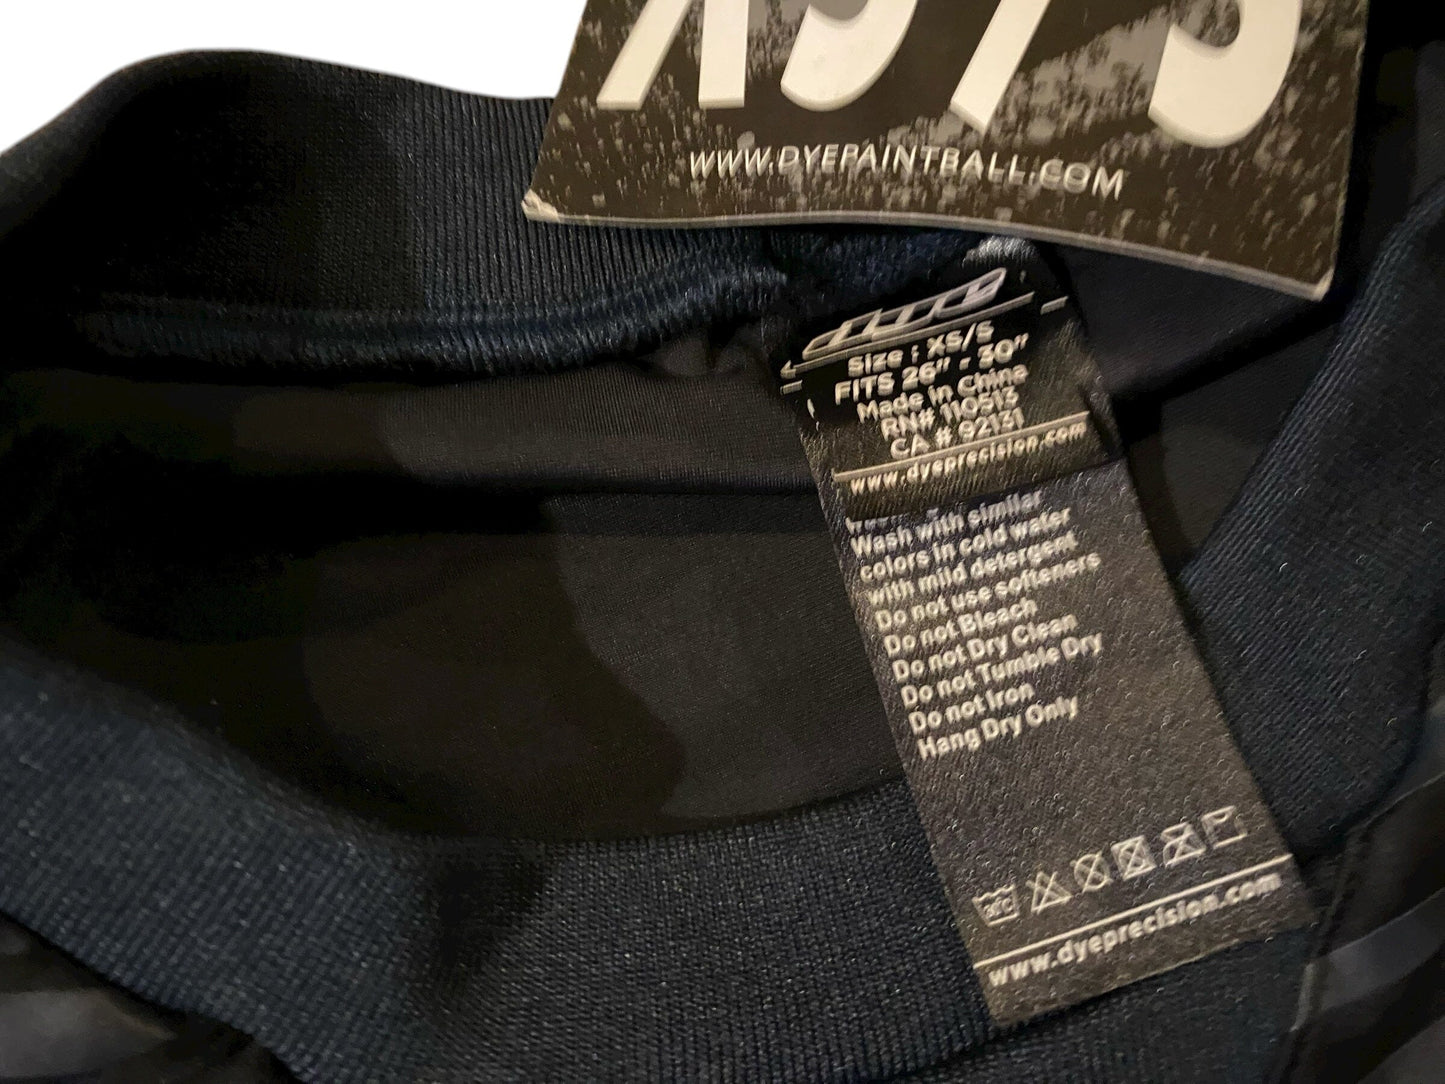 XS/S
WWW.DYEPAINTBALL.COM
DYE
Size : XS/S
FITS 26" - 30"
Made in China
RN# 110513
CA # 92131
www.dyeprecision.com
Wash with similar
colors in cold water
with mild detergent
Do not use softeners
Do not Bleach
Do not Dry Clean
Do not Tumble Dry
Do not Iron
Hang Dry Only
www.dyeprecision.com